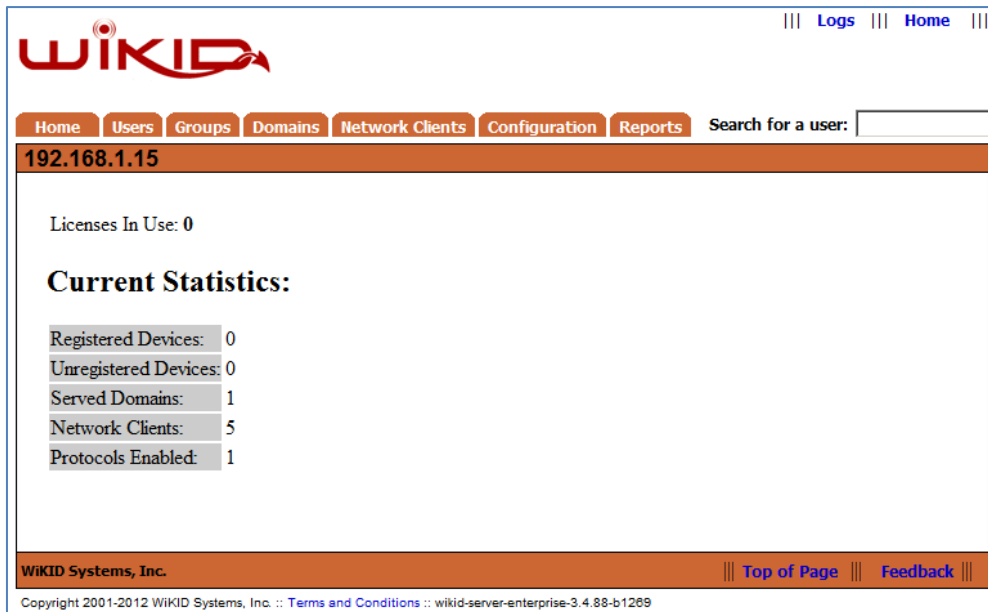 ||| Logs ||| Home |||
WiKID
Home Users Groups Domains Network Clients Configuration Reports Search for a user:
192.168.1.15
Licenses In Use: 0
Current Statistics:
Registered Devices: 0
Unregistered Devices: 0
Served Domains: 1
Network Clients: 5
Protocols Enabled: 1
WiKID Systems, Inc. ||| Top of Page ||| Feedback |||
Copyright 2001-2012 WiKID Systems, Inc. :: Terms and Conditions :: wikid-server-enterprise-3.4.88-b1269